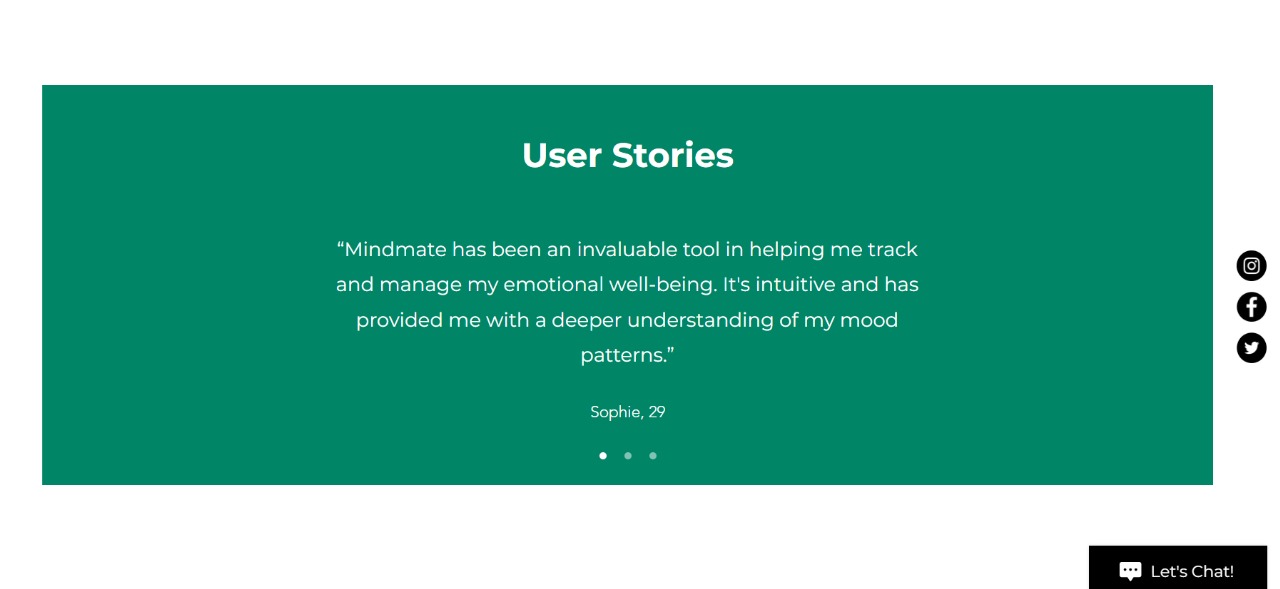 User Stories
“Mindmate has been an invaluable tool in helping me track
and manage my emotional well-being. It's intuitive and has
provided me with a deeper understanding of my mood
patterns.”
Sophie, 29
Let's Chat!